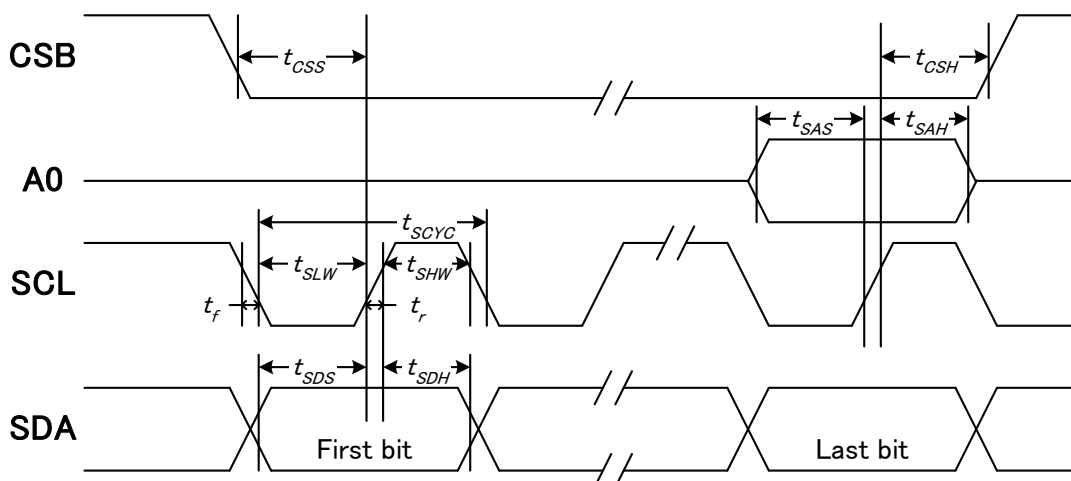 CSB
tCSS
tCSH
A0
tSAS
tSAH
SCL
tSCYC
tSLW
tSHW
tf
tr
SDA
tSDS
tSDH
First bit
Last bit